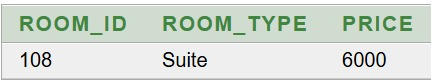 ROOM_ID ROOM_TYPE PRICE
108 Suite 6000